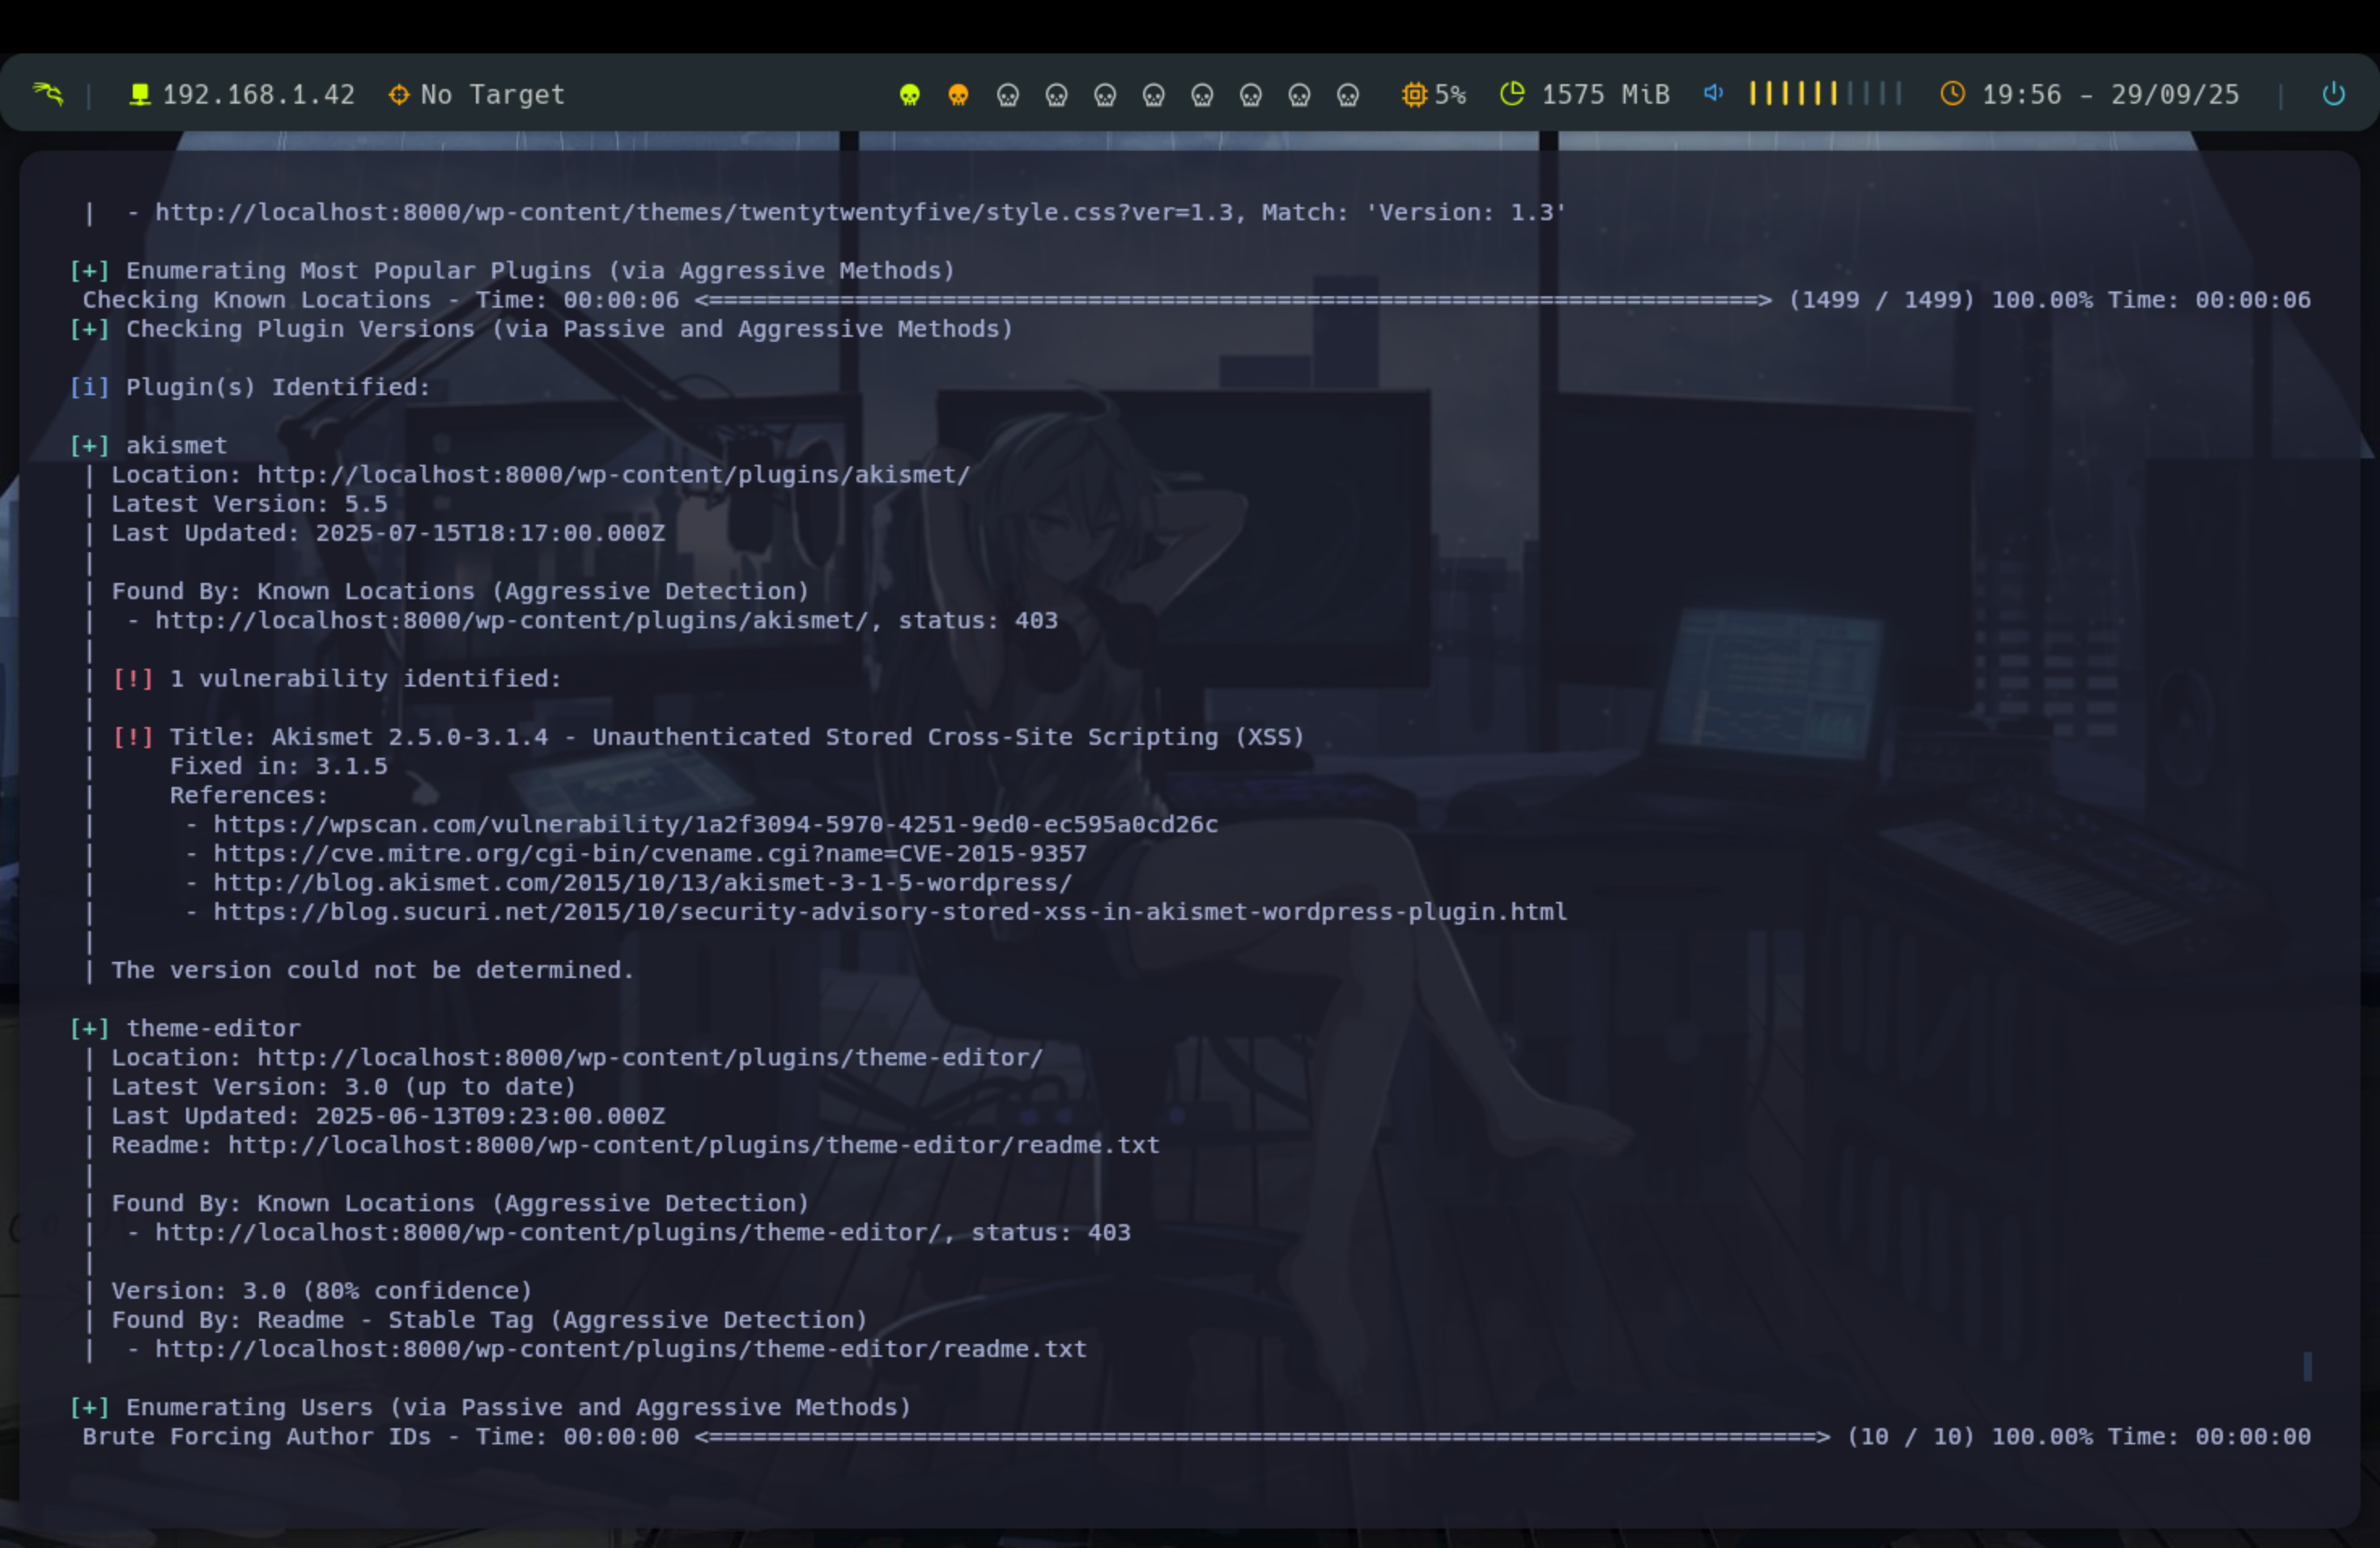 192.168.1.42 No Target 5% 1575 MiB 19:56 - 29/09/25
|  - http://localhost:8000/wp-content/themes/twentytwentyfive/style.css?ver=1.3, Match: 'Version: 1.3'
[+] Enumerating Most Popular Plugins (via Aggressive Methods)
Checking Known Locations - Time: 00:00:06 <========================================================================> (1499 / 1499) 100.00% Time: 00:00:06
[+] Checking Plugin Versions (via Passive and Aggressive Methods)
[i] Plugin(s) Identified:
[+] akismet
| Location: http://localhost:8000/wp-content/plugins/akismet/
| Latest Version: 5.5
| Last Updated: 2025-07-15T18:17:00.000Z
|
| Found By: Known Locations (Aggressive Detection)
|  - http://localhost:8000/wp-content/plugins/akismet/, status: 403
|
| [!] 1 vulnerability identified:
|
| [!] Title: Akismet 2.5.0-3.1.4 - Unauthenticated Stored Cross-Site Scripting (XSS)
|     Fixed in: 3.1.5
|     References:
|      - https://wpscan.com/vulnerability/1a2f3094-5970-4251-9ed0-ec595a0cd26c
|      - https://cve.mitre.org/cgi-bin/cvename.cgi?name=CVE-2015-9357
|      - http://blog.akismet.com/2015/10/13/akismet-3-1-5-wordpress/
|      - https://blog.sucuri.net/2015/10/security-advisory-stored-xss-in-akismet-wordpress-plugin.html
|
| The version could not be determined.
[+] theme-editor
| Location: http://localhost:8000/wp-content/plugins/theme-editor/
| Latest Version: 3.0 (up to date)
| Last Updated: 2025-06-13T09:23:00.000Z
| Readme: http://localhost:8000/wp-content/plugins/theme-editor/readme.txt
|
| Found By: Known Locations (Aggressive Detection)
|  - http://localhost:8000/wp-content/plugins/theme-editor/, status: 403
|
| Version: 3.0 (80% confidence)
| Found By: Readme - Stable Tag (Aggressive Detection)
|  - http://localhost:8000/wp-content/plugins/theme-editor/readme.txt
[+] Enumerating Users (via Passive and Aggressive Methods)
Brute Forcing Author IDs - Time: 00:00:00 <============================================================================> (10 / 10) 100.00% Time: 00:00:00